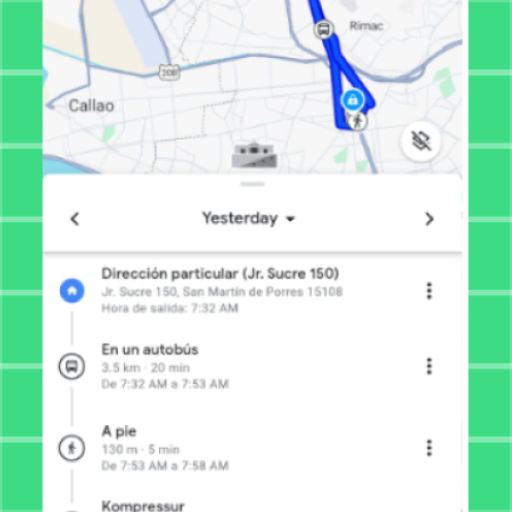 Rimac
20B
Callao
Yesterday
Dirección particular (Jr. Sucre 150)
Jr. Sucre 150, San Martín de Porres 15108
Hora de salida: 7:32 AM
En un autobús
3.5 km · 20 min
De 7:32 AM a 7:53 AM
A pie
130 m · 5 min
De 7:53 AM a 7:58 AM
Kompressur